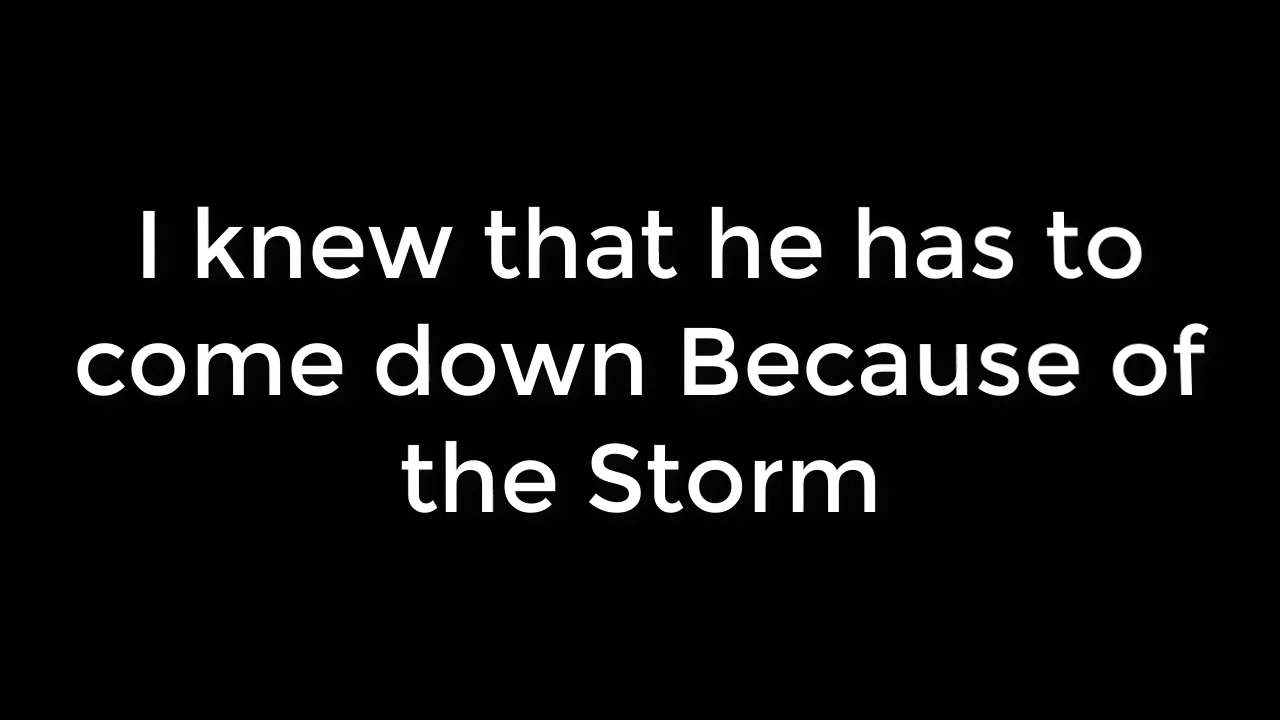 I knew that he has to
come down Because of
the Storm